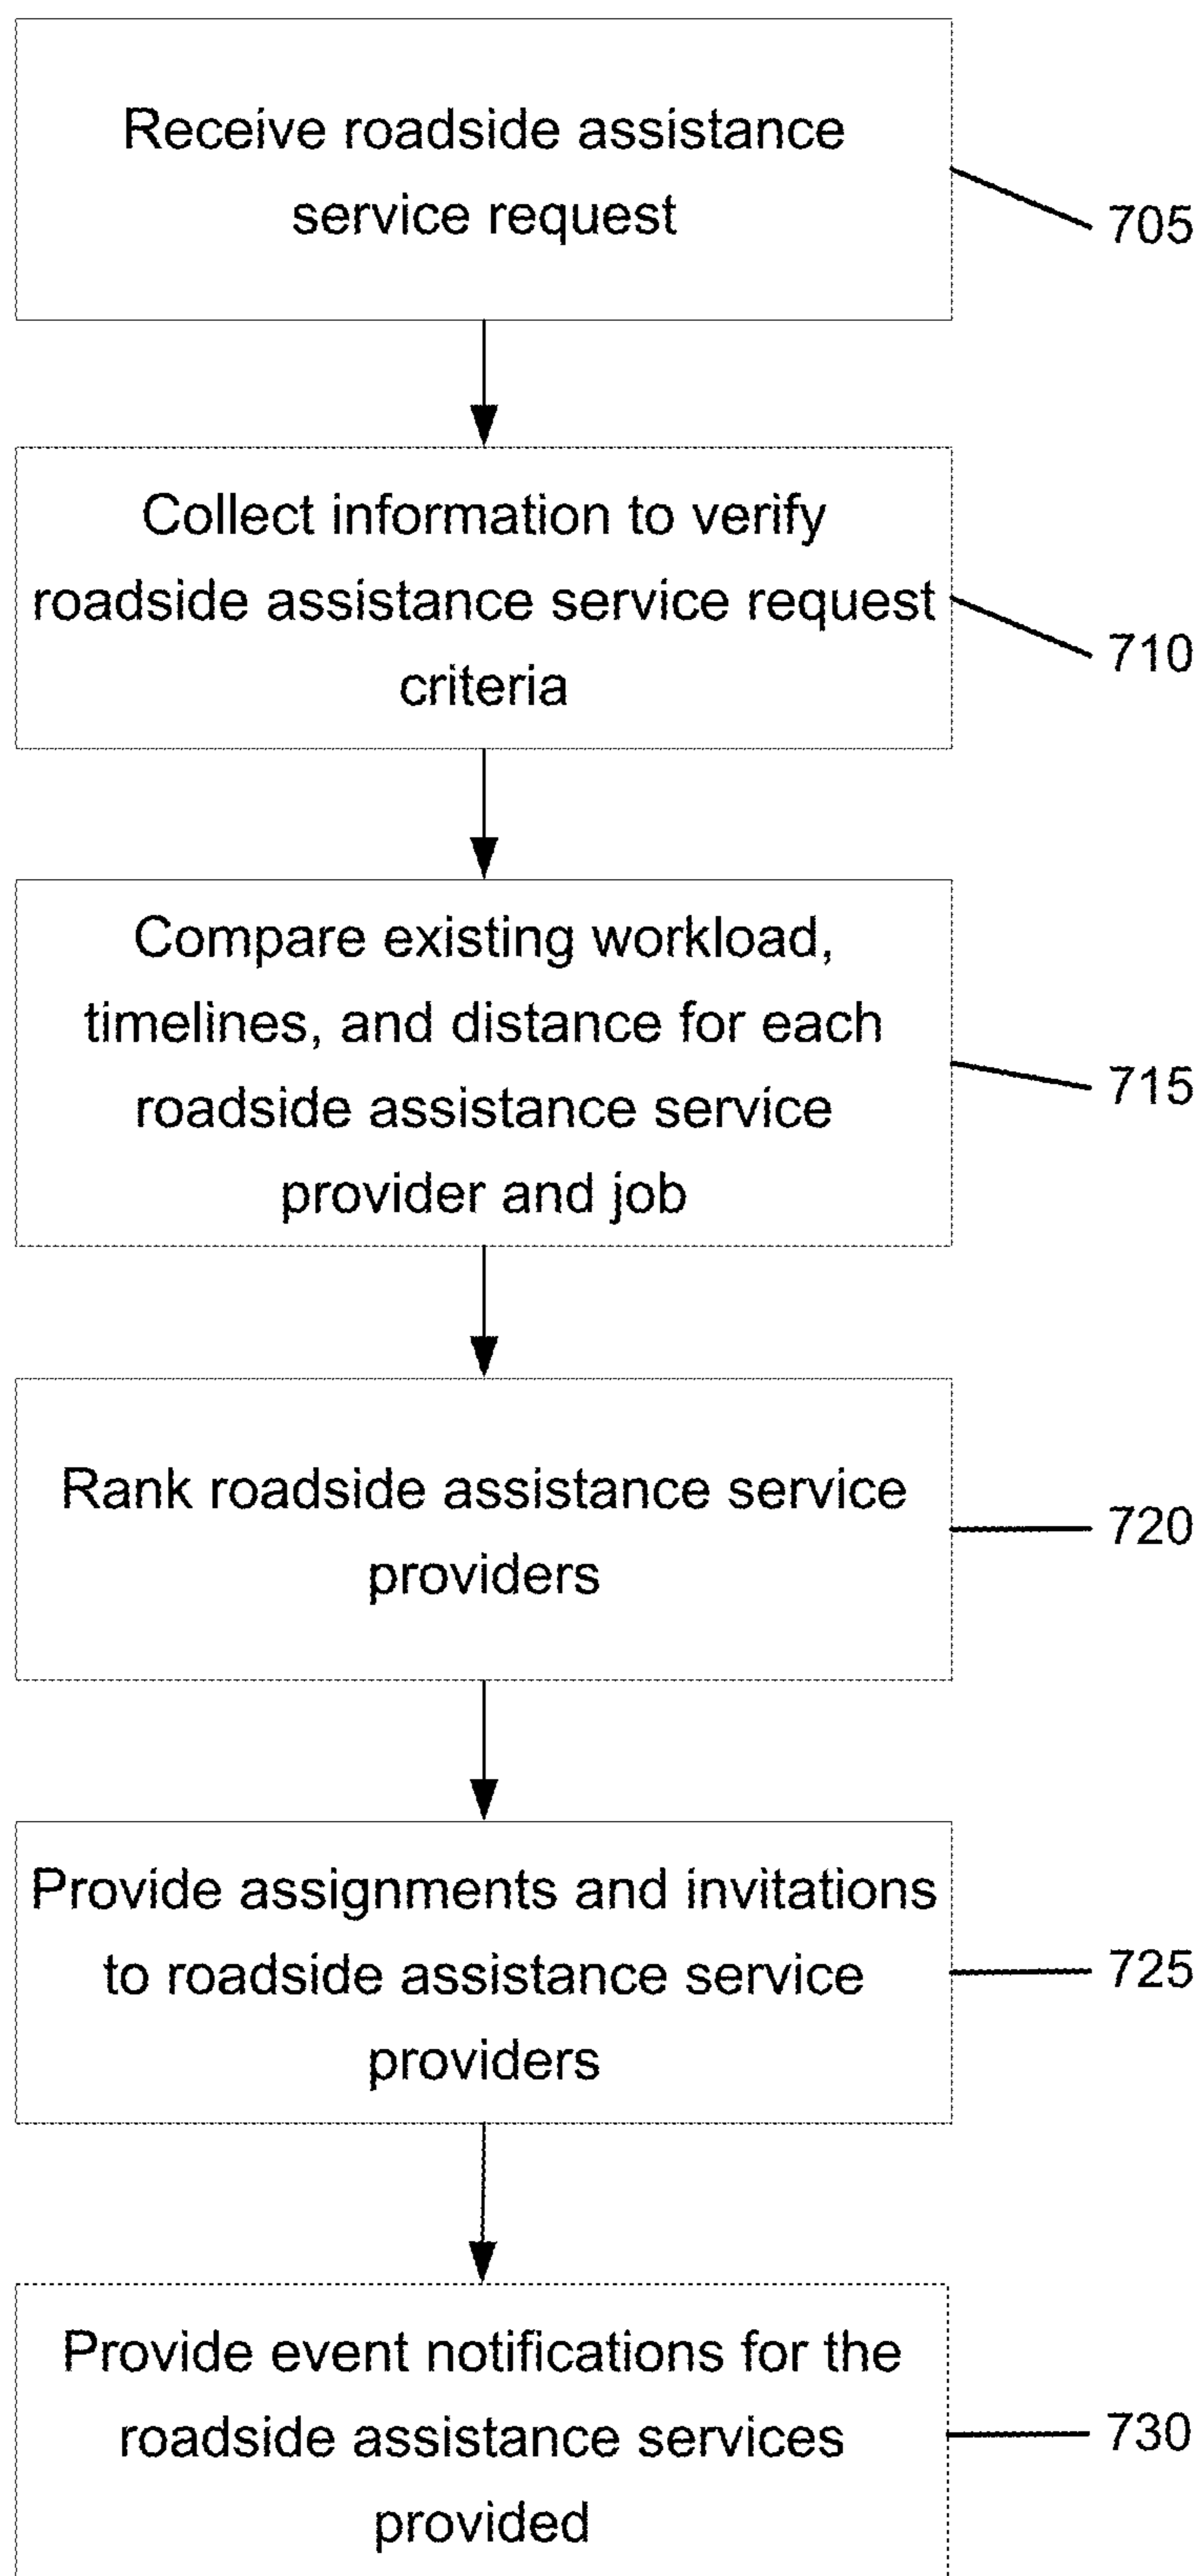 Receive roadside assistance
service request
705
Collect information to verify
roadside assistance service request
criteria
710
Compare existing workload,
timelines, and distance for each
roadside assistance service
provider and job
715
Rank roadside assistance service
providers
720
Provide assignments and invitations
to roadside assistance service
providers
725
Provide event notifications for the
roadside assistance services
provided
730